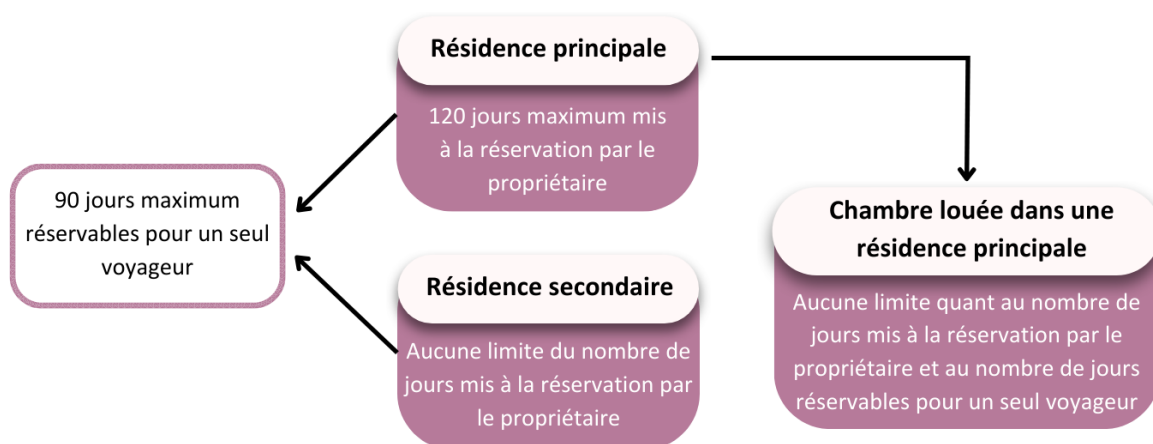 Résidence principale
120 jours maximum mis
à la réservation par le
propriétaire
90 jours maximum
réservables pour un seul
voyageur
Résidence secondaire
Aucune limite du nombre de
jours mis à la réservation par
le propriétaire
Chambre louée dans une
résidence principale
Aucune limite quant au nombre de
jours mis à la réservation par le
propriétaire et au nombre de jours
réservables pour un seul voyageur